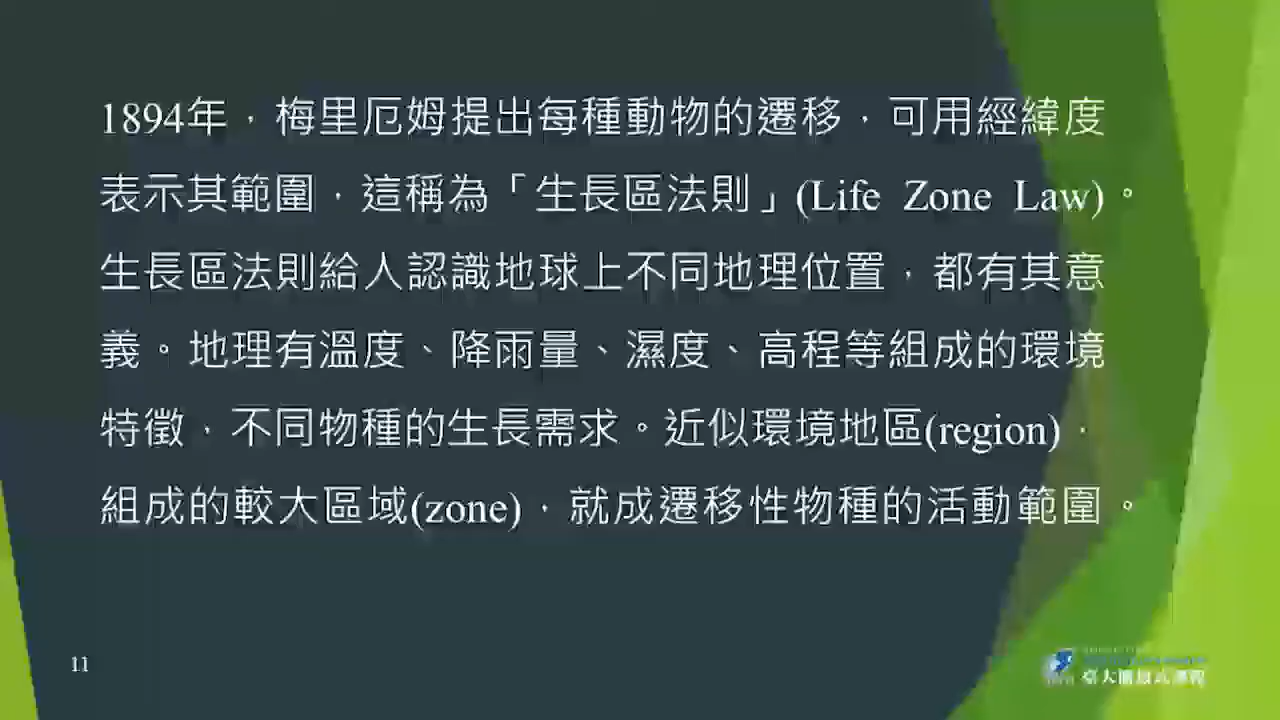 1894年，梅里厄姆提出每種動物的遷移，可用經緯度
表示其範圍，這稱為「生長區法則」(Life Zone Law)。
生長區法則給人認識地球上不同地理位置，都有其意
義。地理有溫度、降雨量、濕度、高程等組成的環境
特徵，不同物種的生長需求。近似環境地區(region)，
組成的較大區域(zone)，就成遷移性物種的活動範圍。
11
臺大開放式課程